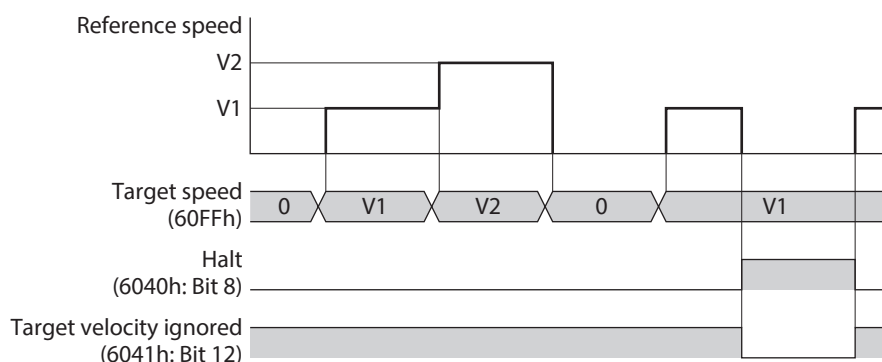 Reference speed
V2
V1
Target speed
(60FFh)
0 V1 V2 0 V1
Halt
(6040h: Bit 8)
Target velocity ignored
(6041h: Bit 12)